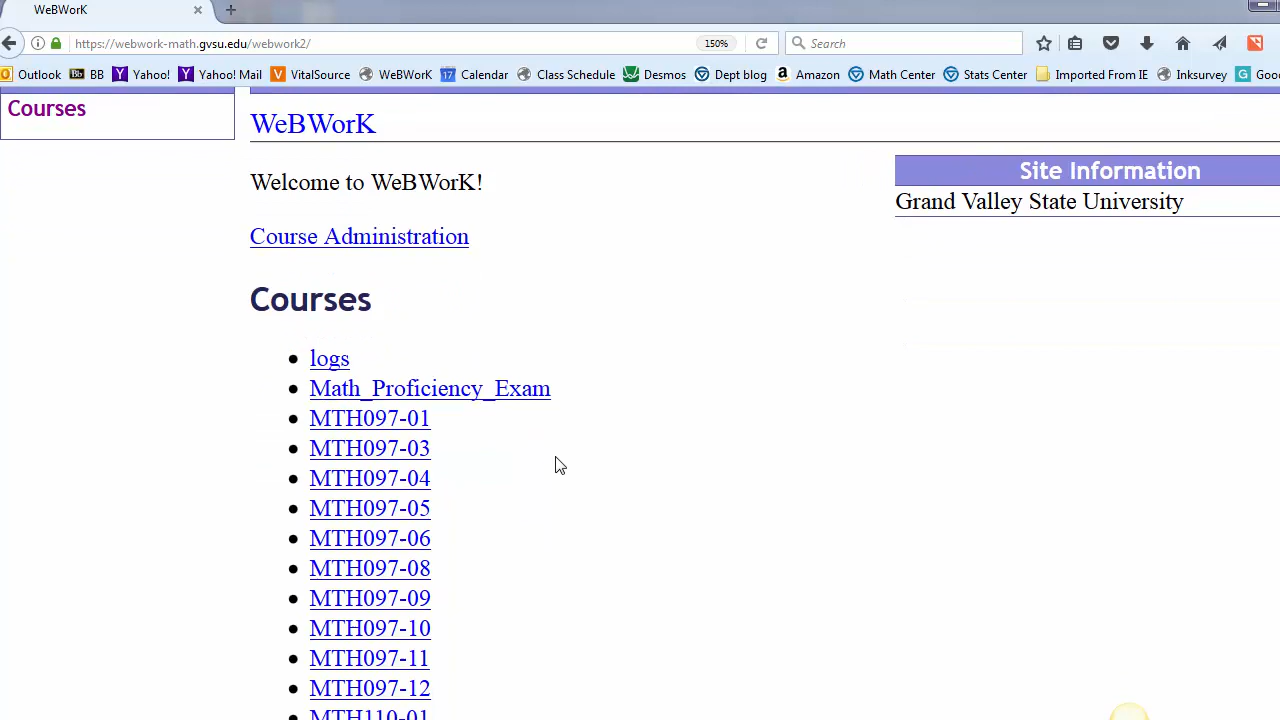 WeBWorK
https://webwork-math.gvsu.edu/webwork2/
150%
Search
Outlook
BB
Yahoo!
Yahoo! Mail
VitalSource
WeBWorK
Calendar
Class Schedule
Desmos
Dept blog
Amazon
Math Center
Stats Center
Imported From IE
Inksurvey
Goo
Courses
WeBWorK
Welcome to WeBWorK!
Course Administration
Courses
logs
Math_Proficiency_Exam
MTH097-01
MTH097-03
MTH097-04
MTH097-05
MTH097-06
MTH097-08
MTH097-09
MTH097-10
MTH097-11
MTH097-12
MTH110-01
Site Information
Grand Valley State University